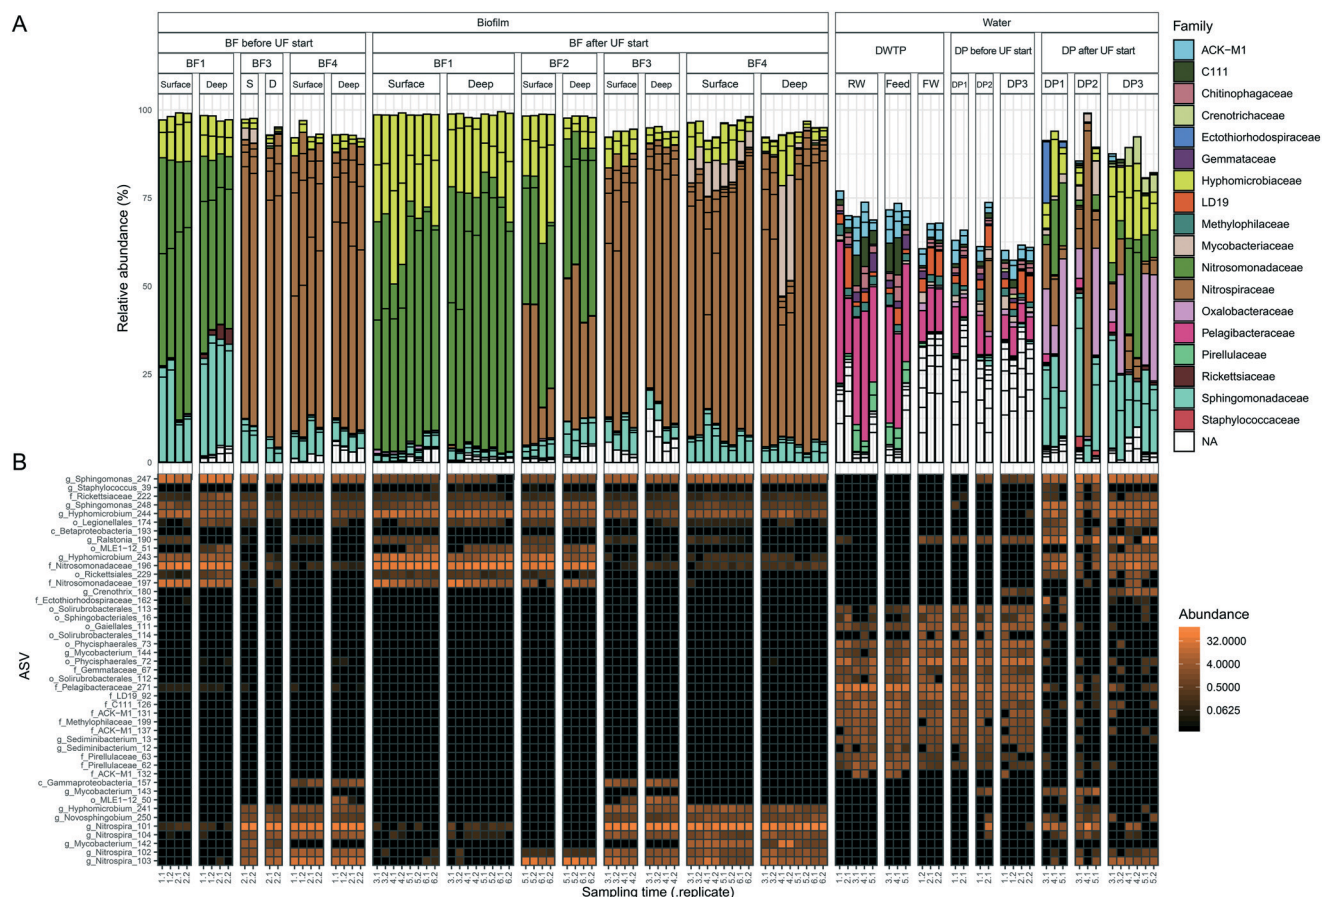 A
Biofilm
Water
BF before UF start
BF after UF start
DWTP
DP before UF start
DP after UF start
BF1
BF3
BF4
BF1
BF2
BF3
BF4
Surface
Deep
S
D
Surface
Deep
Surface
Deep
Surface
Deep
Surface
Deep
Surface
Deep
RW
Feed
FW
DP1
DP2
DP3
DP1
DP2
DP3
Relative abundance (%)
100
75
50
25
0
Family
ACK-M1
C111
Chitinophagaceae
Crenotrichaceae
Ectothiorhodospiraceae
Gemmataceae
Hyphomicrobiaceae
LD19
Methylophilaceae
Mycobacteriaceae
Nitrosomonadaceae
Nitrospiraceae
Oxalobacteraceae
Pelagibacteraceae
Pirellulaceae
Rickettsiaceae
Sphingomonadaceae
Staphylococcaceae
NA
B
ASV
g_Sphingomonas_247
g_Staphylococcus_39
f_Rickettsiaceae_222
g_Sphingomonas_248
g_Hyphomicrobium_244
o_Legionellales_174
c_Betaproteobacteria_193
g_Ralstonia_190
o_MLE1-12_51
g_Hyphomicrobium_243
f_Nitrosomonadaceae_196
o_Rickettsiales_229
f_Nitrosomonadaceae_197
g_Crenothrix_180
f_Ectothiorhodospiraceae_162
o_Solirubrobacterales_113
o_Sphingobacteriales_16
o_Gaiellales_111
o_Solirubrobacterales_114
o_Phycisphaerales_73
g_Mycobacterium_144
o_Phycisphaerales_72
f_Gemmataceae_67
o_Solirubrobacterales_112
f_Pelagibacteraceae_271
f_LD19_92
f_C111_126
f_ACK-M1_131
f_Methylophilaceae_199
f_ACK-M1_137
g_Sediminibacterium_13
g_Sediminibacterium_12
f_Pirellulaceae_63
f_Pirellulaceae_62
f_ACK-M1_132
c_Gammaproteobacteria_157
g_Mycobacterium_143
o_MLE1-12_50
g_Hyphomicrobium_241
g_Novosphingobium_250
g_Nitrospira_101
g_Nitrospira_104
g_Mycobacterium_142
g_Nitrospira_102
g_Nitrospira_103
Abundance
32.0000
4.0000
0.5000
0.0625
Sampling time (.replicate)